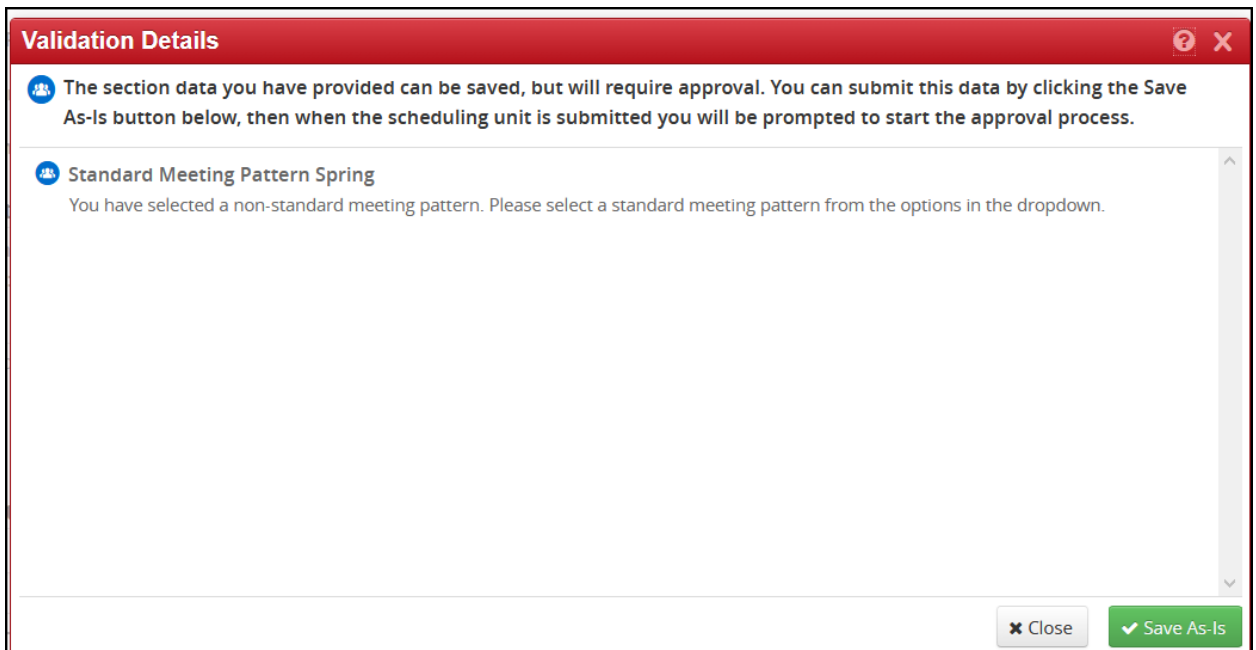 Validation Details
The section data you have provided can be saved, but will require approval. You can submit this data by clicking the Save
As-Is button below, then when the scheduling unit is submitted you will be prompted to start the approval process.
Standard Meeting Pattern Spring
You have selected a non-standard meeting pattern. Please select a standard meeting pattern from the options in the dropdown.
Close
Save As-Is